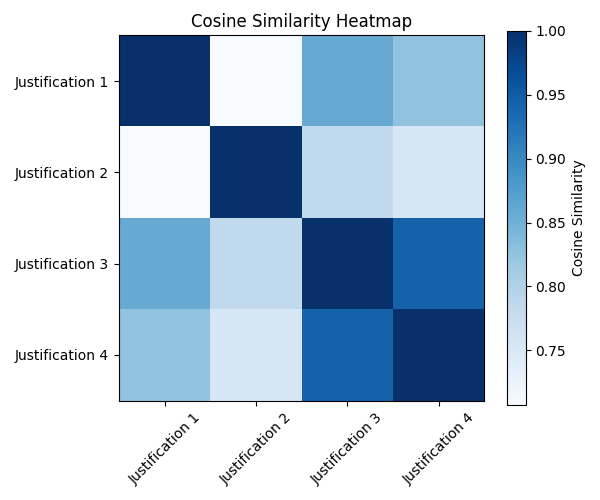 Cosine Similarity Heatmap
Justification 1
Justification 2
Justification 3
Justification 4
Justification 1
Justification 2
Justification 3
Justification 4
1.00
0.95
0.90
0.85
0.80
0.75
Cosine Similarity